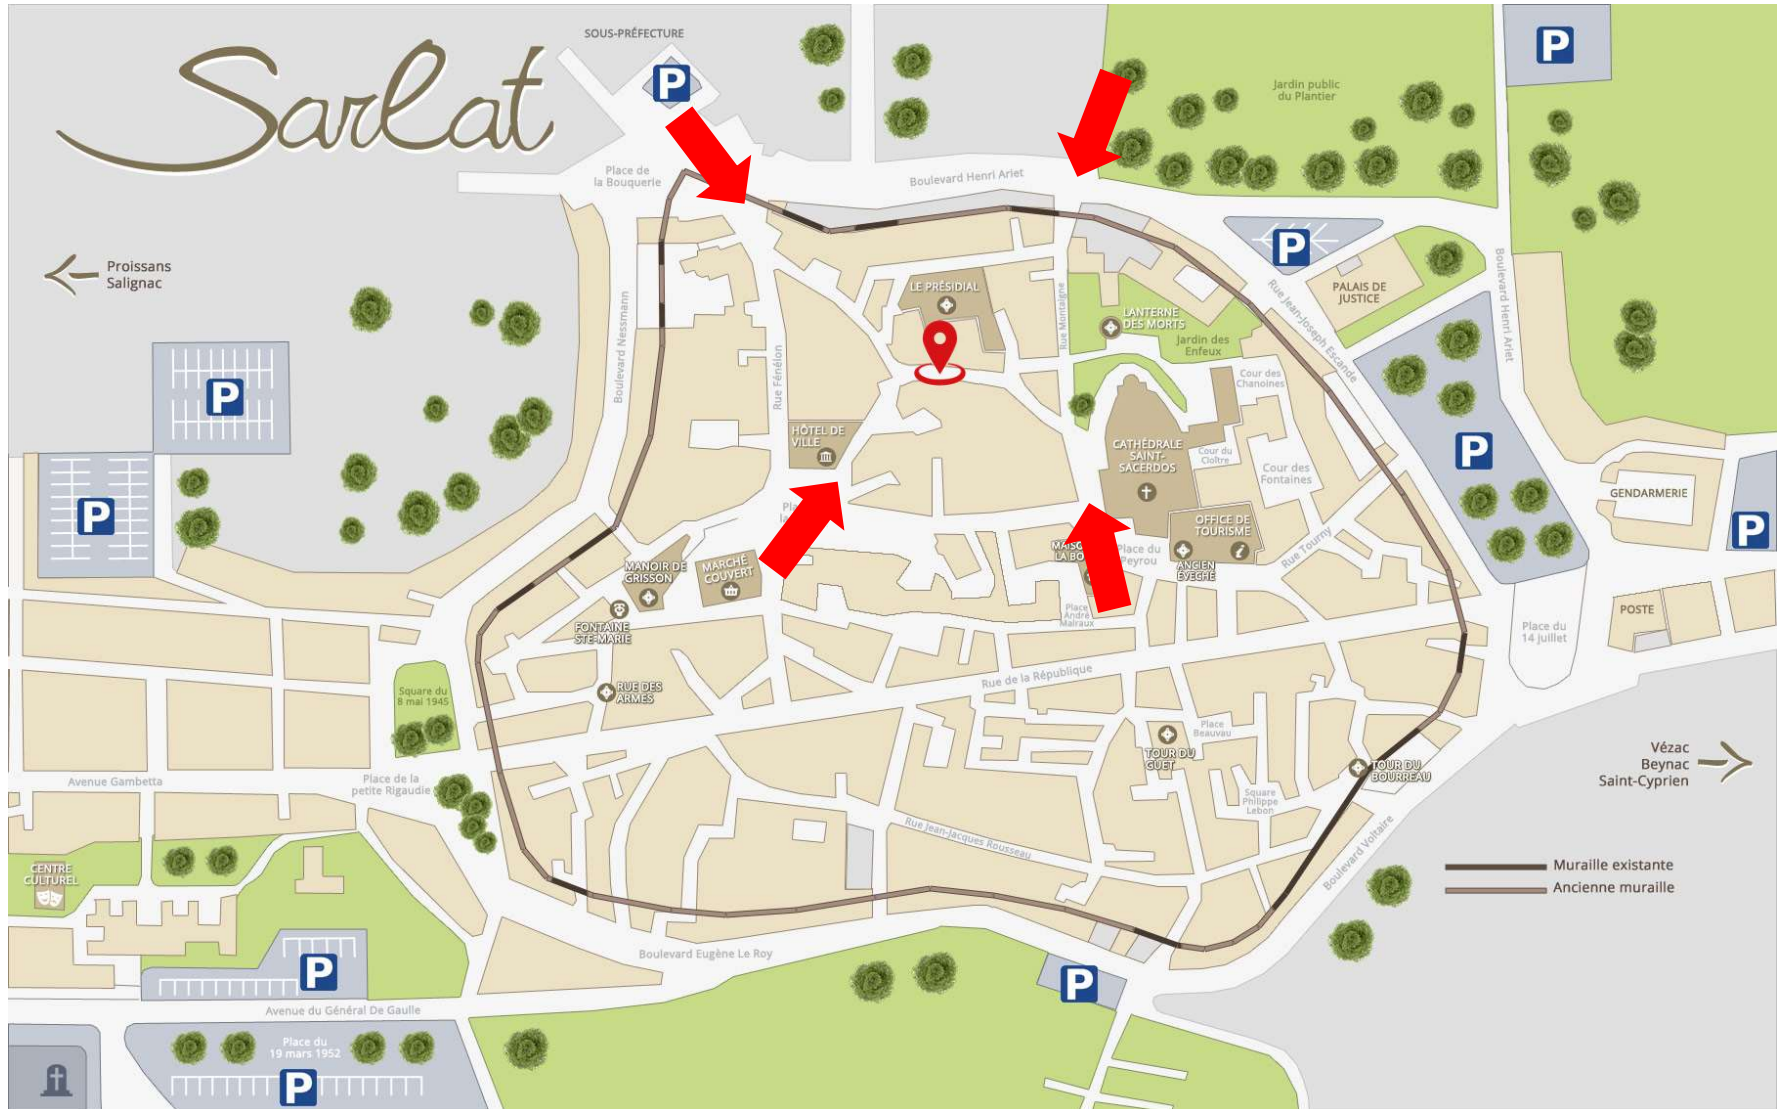 Sarlat
SOUS-PRÉFECTURE
P
P
Jardin public
du Plantier
Place de
la Bouquerie
Boulevard Henri Ariet
Proissans
Salignac
P
PALAIS DE
JUSTICE
Boulevard Henri Ariet
Rue Jean-Joseph Escande
LE PRÉSIDIAL
Rue Montaigne
LANTERNE
DES MORTS
Jardin des
Enfeux
Boulevard Nessmann
Rue Fénélon
Cour des
Chanoines
P
HÔTEL DE
VILLE
CATHÉDRALE
SAINT-
SACERDOS
Cour du
Cloître
Cour des
Fontaines
P
GENDARMERIE
P
P
OFFICE DE
TOURISME
Rue Tourny
Place du
Peyrou
ANCIEN
ÉVECHÉ
MANOIR DE
GRISSON
MARCHÉ
COUVERT
FONTAINE
STE-MARIE
Place
André
Malraux
POSTE
Place du
14 juillet
Rue de la République
Square du
8 mai 1945
RUE DES
ARMES
Place
Beauvau
TOUR DU
GUET
TOUR DU
BOURREAU
Vézac
Beynac
Saint-Cyprien
Avenue Gambetta
Place de la
petite Rigaudie
Square
Philippe
Lebon
Rue Jean-Jacques Rousseau
Boulevard Voltaire
CENTRE
CULTUREL
Muraille existante
Ancienne muraille
Boulevard Eugène Le Roy
P
P
Avenue du Général De Gaulle
Place du
19 mars 1952
P